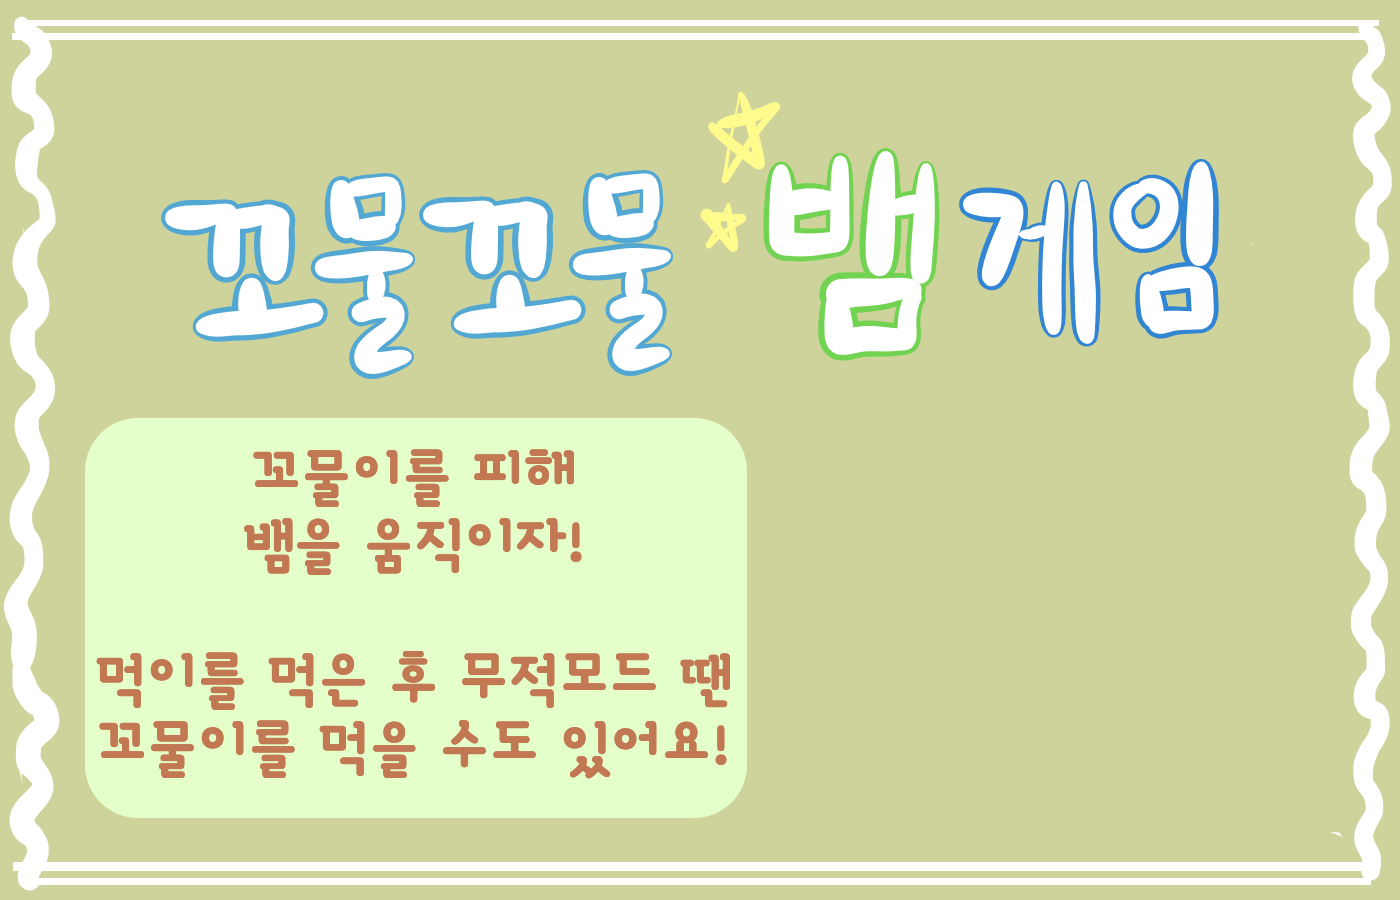 꼬물꼬물 뱀게임
꼬물이를 피해
뱀을 움직이자!
먹이를 먹은 후 무적모드 땐
꼬물이를 먹을 수도 있어요!